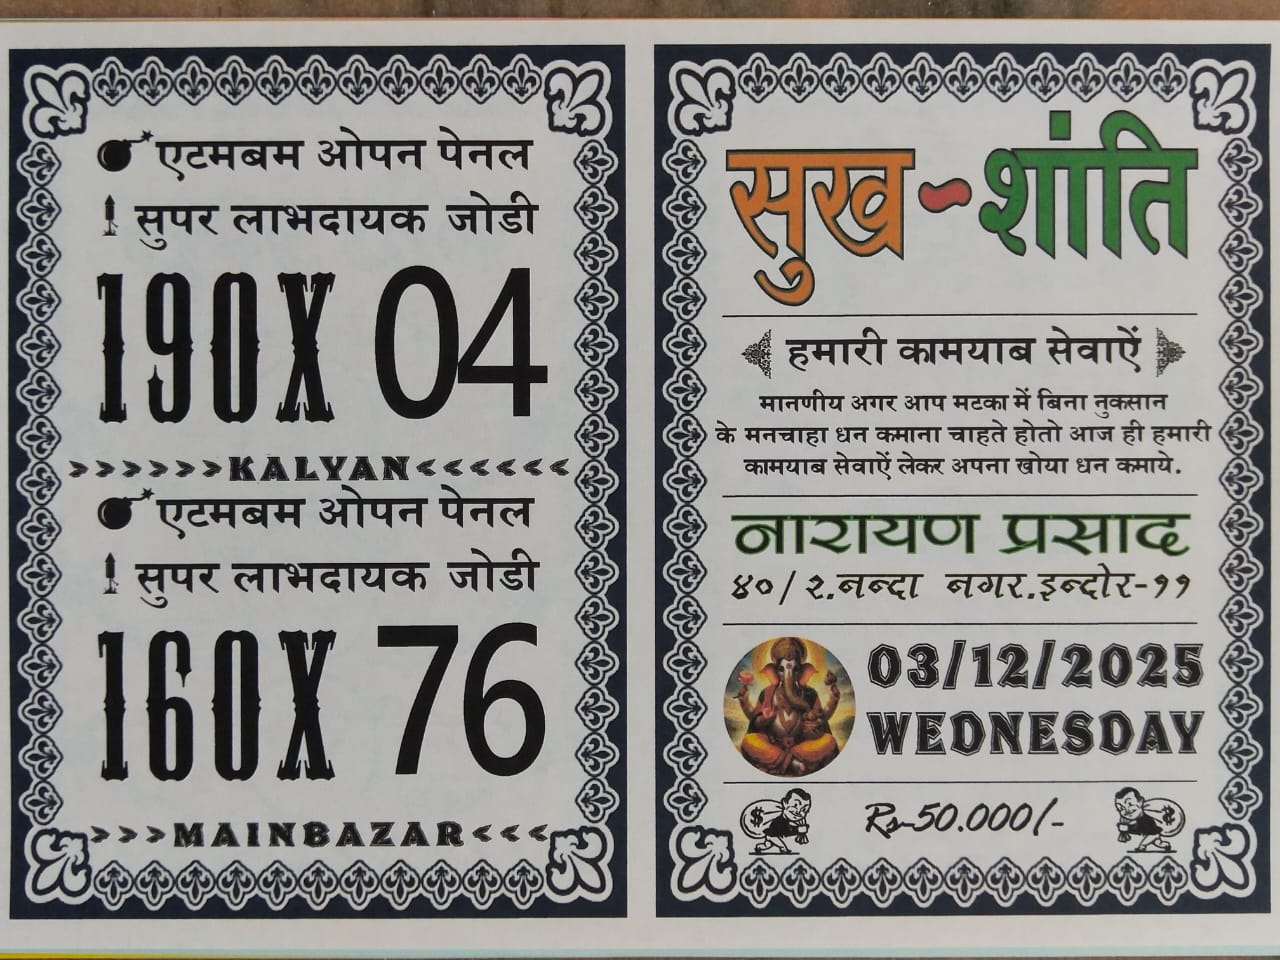 एटमबम ओपन पेनल
सुपर लाभदायक जोडी
190X 04
>>>>>>KALYAN<<<<<<
एटमबम ओपन पेनल
सुपर लाभदायक जोडी
160X 76
>>>MAINBAZAR<<<
सुख-शांति
हमारी कामयाब सेवाऐं
माननीय अगर आप मटका में बिना नुकसान
के मनचाहा धन कमाना चाहते होतो आज ही हमारी
कामयाब सेवाऐं लेकर अपना खोया धन कमाये.
नारायण प्रसाद
४०/२.नन्दा नगर.इन्दोर-११
03/12/2025
WEDNESDAY
Rs-50.000/-